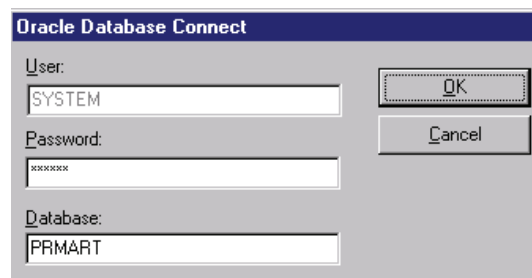 Oracle Database Connect
User:
SYSTEM
OK
Password:
Cancel
******
Database:
PRMART